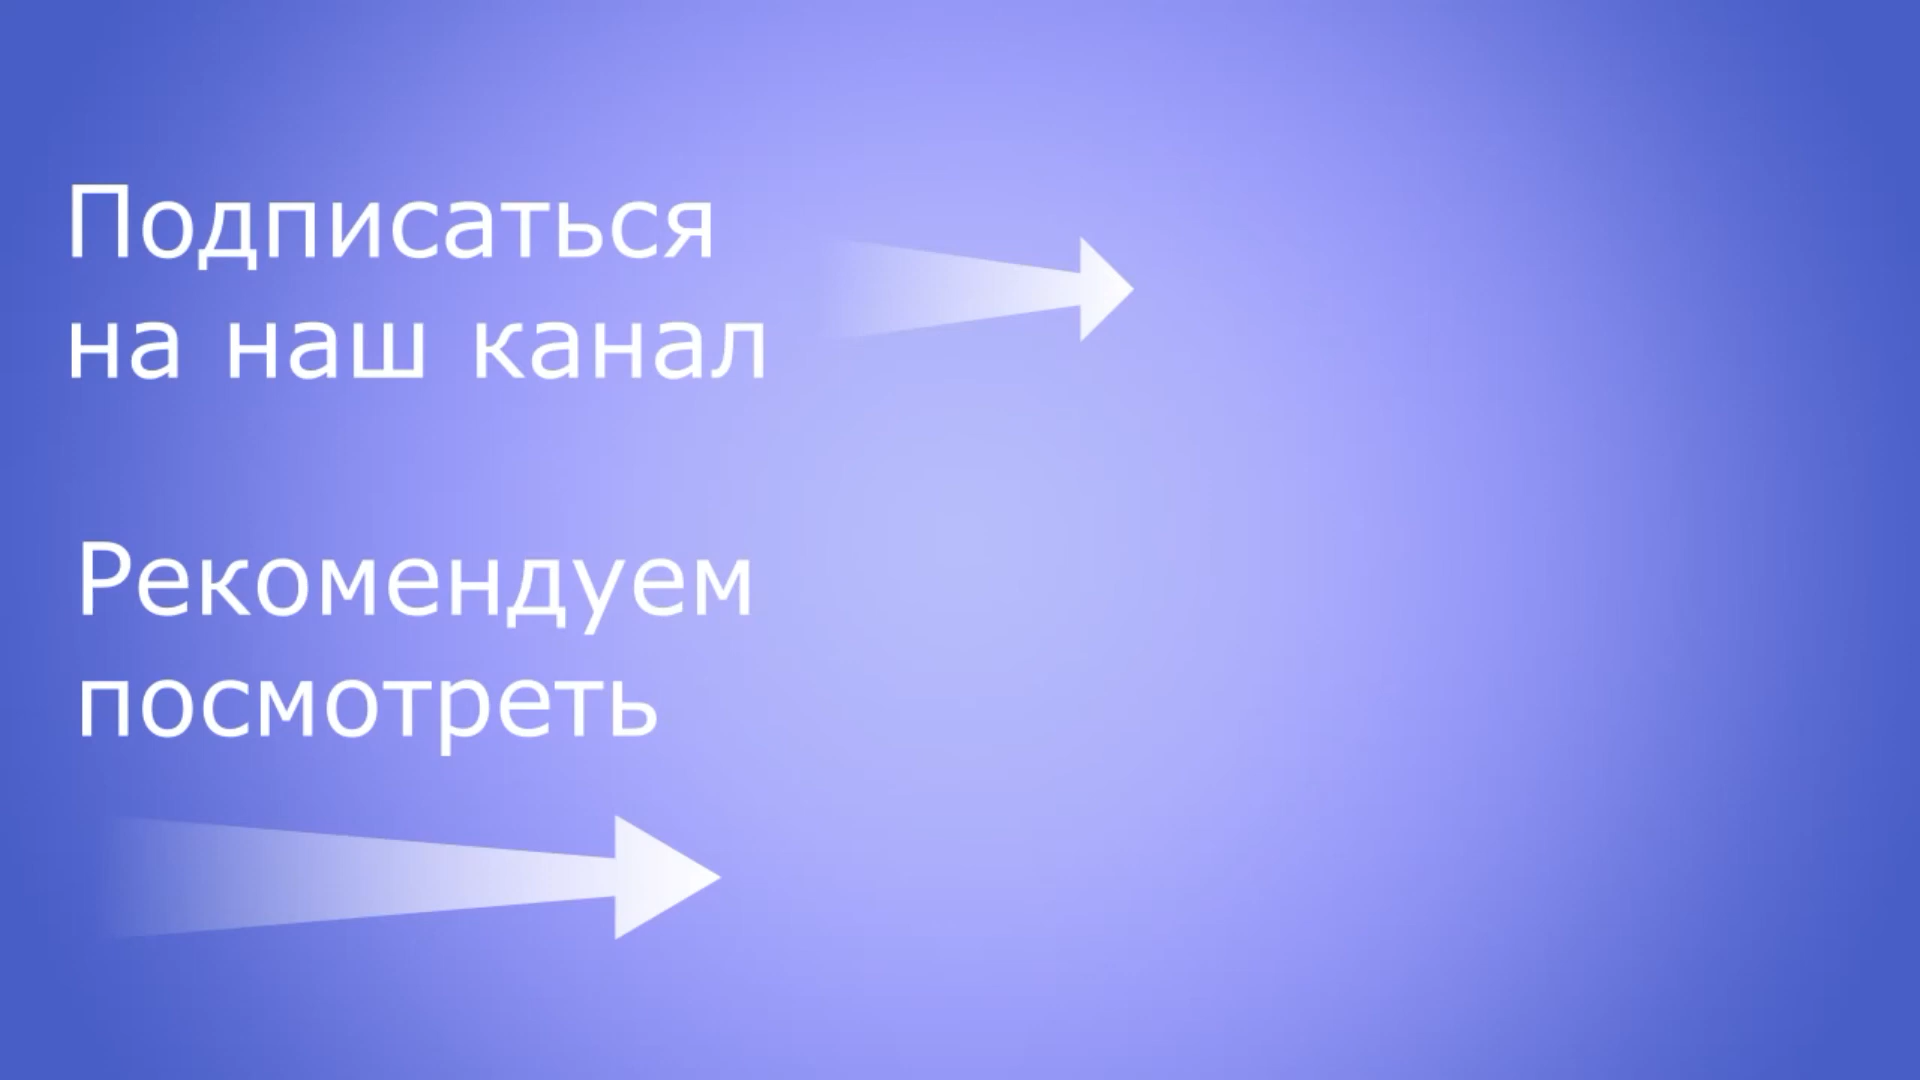 Подписаться
на наш канал
Рекомендуем
посмотреть